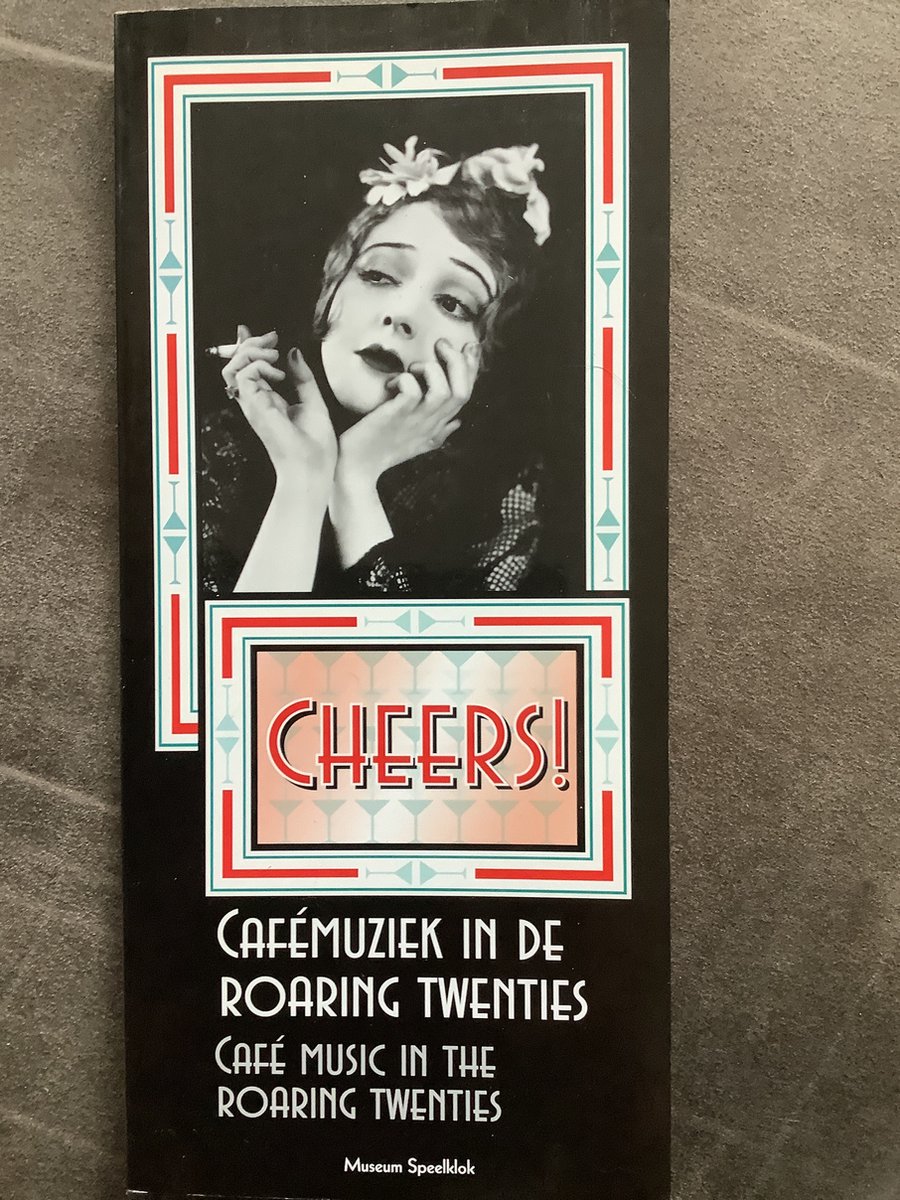 CHEERS!
CAFÉMUZIEK IN DE
ROARING TWENTIES
CAFÉ MUSIC IN THE
ROARING TWENTIES
Museum Speelklok